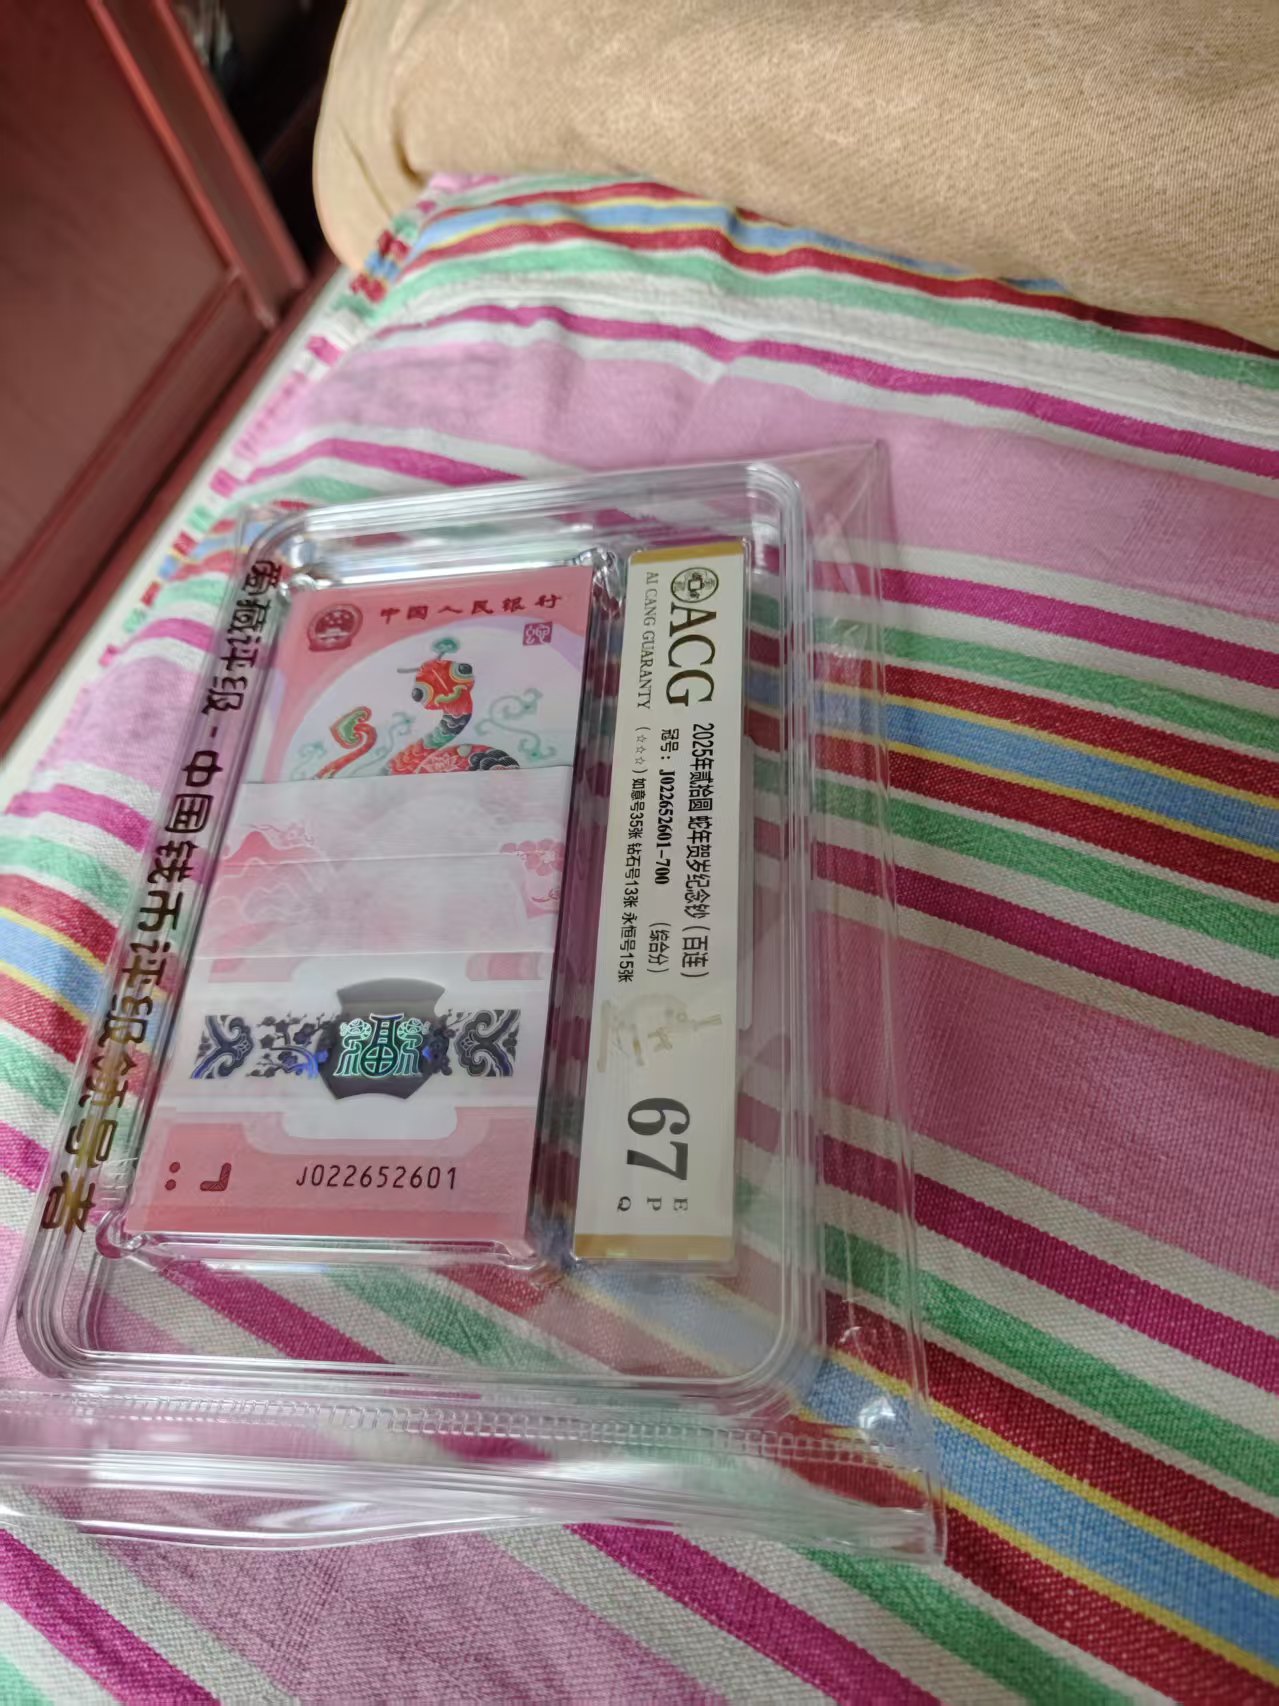 爱藏评级-中国钱币评级领导者
中国人民银行
福
J022652601
ACG
AI CANG GUARANTY
2025年贰拾圆 蛇年贺岁纪念钞（百连）
冠号：J022652601-700 （综合分）
（☆☆☆）如意号35张 钻石号13张 永恒号15张
67
E
P
Q